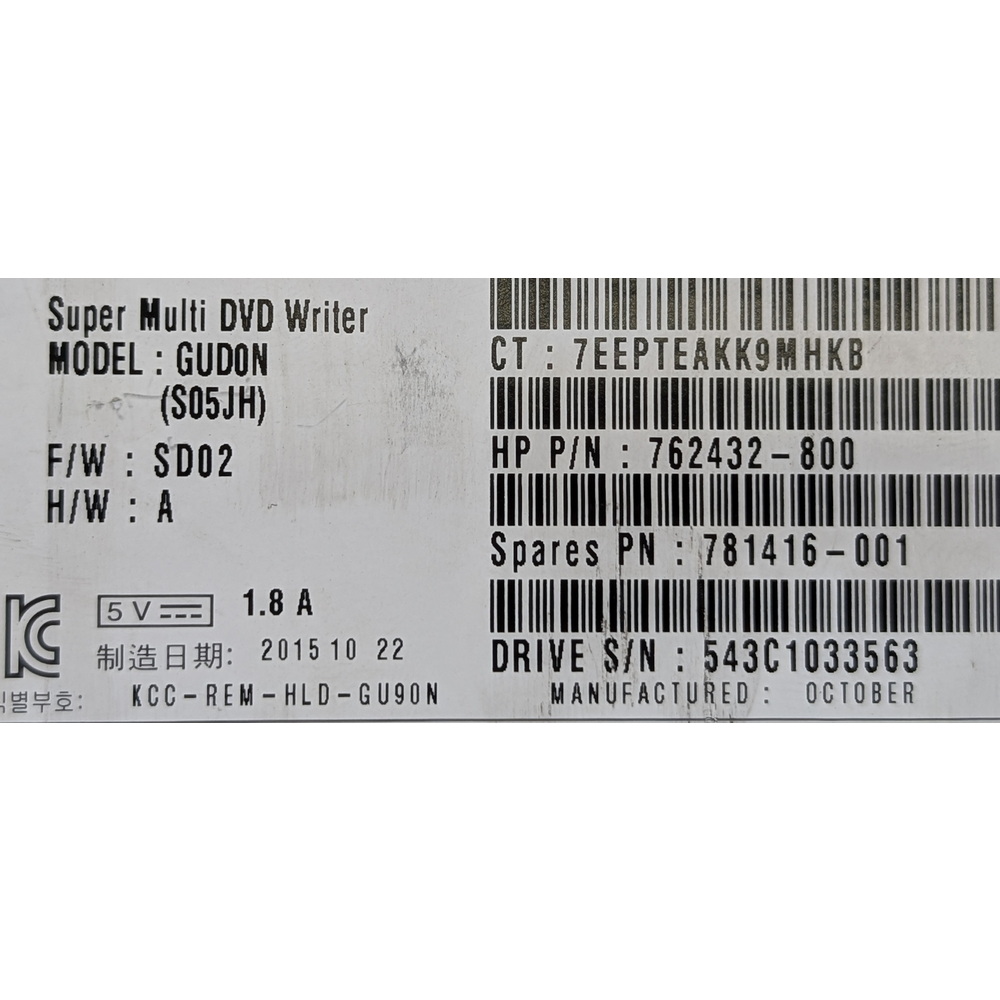 Super Multi DVD Writer
MODEL : GUD0N
(S05JH)
F/W : SD02
H/W : A
5 V 1.8 A
制造日期: 2015 10 22
별부호: KCC-REM-HLD-GU90N
CT : 7EEPTEAKK9MHKB
HP P/N : 762432-800
Spares PN : 781416-001
DRIVE S/N : 543C1033563
MANUFACTURED : OCTOBER